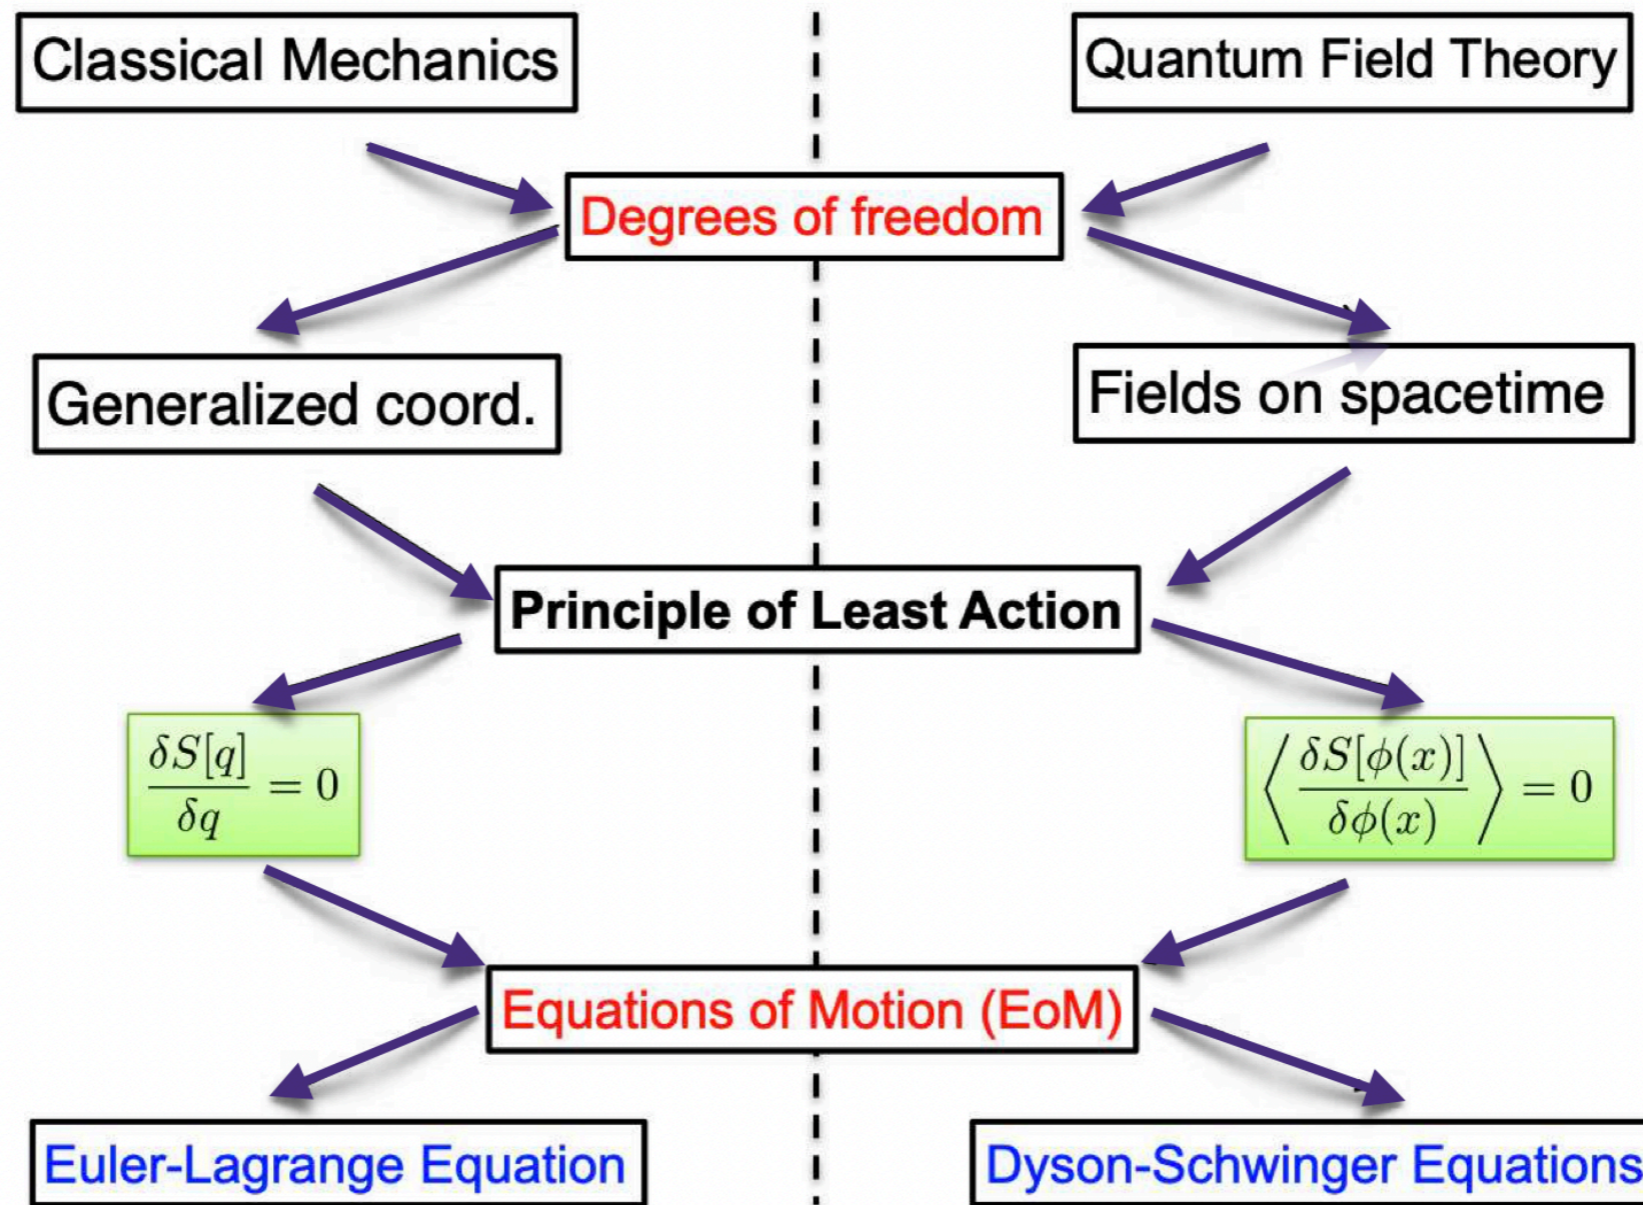 Classical Mechanics
Quantum Field Theory
Degrees of freedom
Generalized coord.
Fields on spacetime
Principle of Least Action
δS[q]/δq = 0
⟨δS[ϕ(x)]/δϕ(x)⟩ = 0
Equations of Motion (EoM)
Euler-Lagrange Equation
Dyson-Schwinger Equations